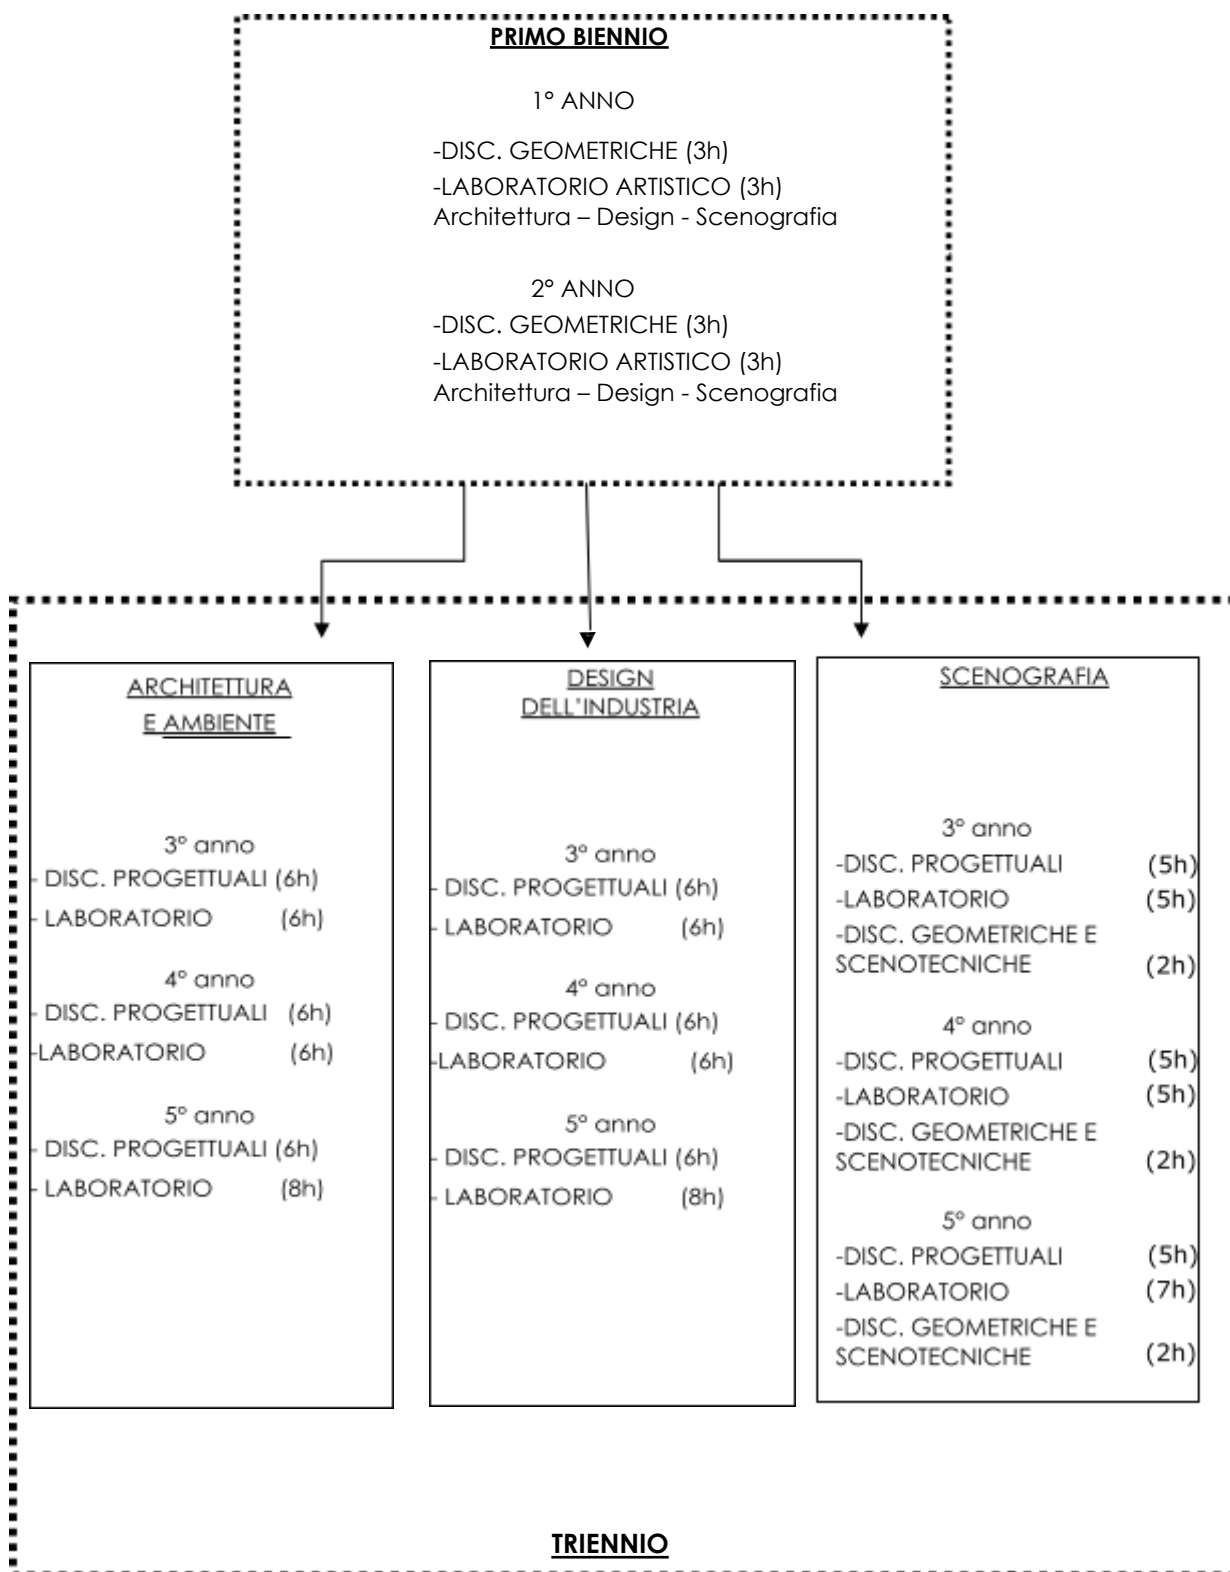 PRIMO BIENNIO
1° ANNO
-DISC. GEOMETRICHE (3h)
-LABORATORIO ARTISTICO (3h)
Architettura – Design - Scenografia
2° ANNO
-DISC. GEOMETRICHE (3h)
-LABORATORIO ARTISTICO (3h)
Architettura – Design - Scenografia
ARCHITETTURA
E AMBIENTE
3° anno
- DISC. PROGETTUALI (6h)
- LABORATORIO (6h)
4° anno
- DISC. PROGETTUALI (6h)
-LABORATORIO (6h)
5° anno
- DISC. PROGETTUALI (6h)
- LABORATORIO (8h)
DESIGN
DELL'INDUSTRIA
3° anno
- DISC. PROGETTUALI (6h)
- LABORATORIO (6h)
4° anno
- DISC. PROGETTUALI (6h)
-LABORATORIO (6h)
5° anno
- DISC. PROGETTUALI (6h)
- LABORATORIO (8h)
SCENOGRAFIA
3° anno
-DISC. PROGETTUALI (5h)
-LABORATORIO (5h)
-DISC. GEOMETRICHE E
SCENOTECNICHE (2h)
4° anno
-DISC. PROGETTUALI (5h)
-LABORATORIO (5h)
-DISC. GEOMETRICHE E
SCENOTECNICHE (2h)
5° anno
-DISC. PROGETTUALI (5h)
-LABORATORIO (7h)
-DISC. GEOMETRICHE E
SCENOTECNICHE (2h)
TRIENNIO